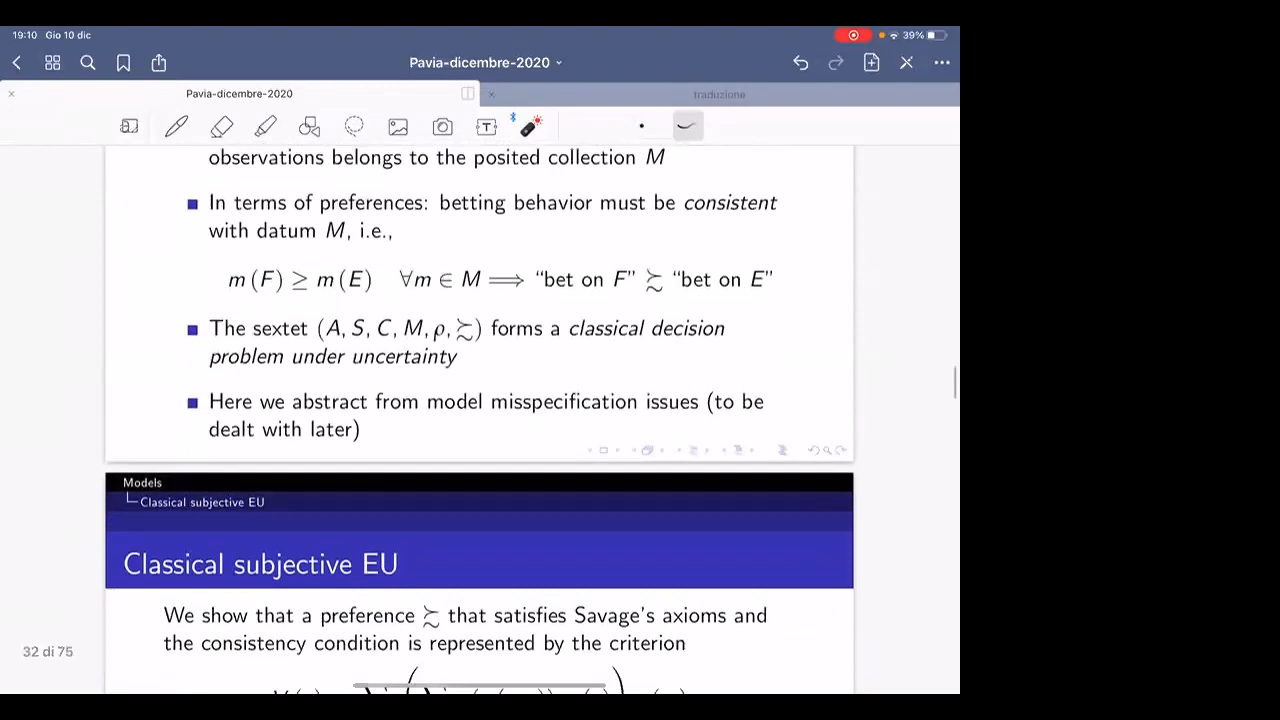 19:10 Gio 10 dic
39%
Pavia-dicembre-2020
Pavia-dicembre-2020
traduzione
observations belongs to the posited collection M
In terms of preferences: betting behavior must be consistent
with datum M, i.e.,
m (F) ≥ m (E) ∀m ∈ M ⟹ “bet on F” ≿ “bet on E”
The sextet (A, S, C, M, ρ, ≿) forms a classical decision
problem under uncertainty
Here we abstract from model misspecification issues (to be
dealt with later)
Models
Classical subjective EU
Classical subjective EU
We show that a preference ≿ that satisfies Savage's axioms and
the consistency condition is represented by the criterion
32 di 75